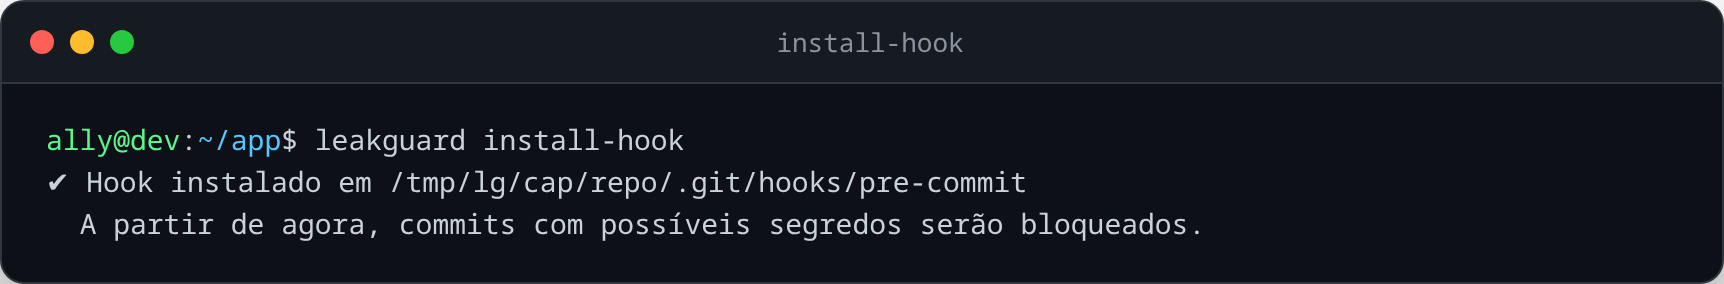 install-hook
ally@dev:~/app$ leakguard install-hook
✔ Hook instalado em /tmp/lg/cap/repo/.git/hooks/pre-commit
A partir de agora, commits com possíveis segredos serão bloqueados.